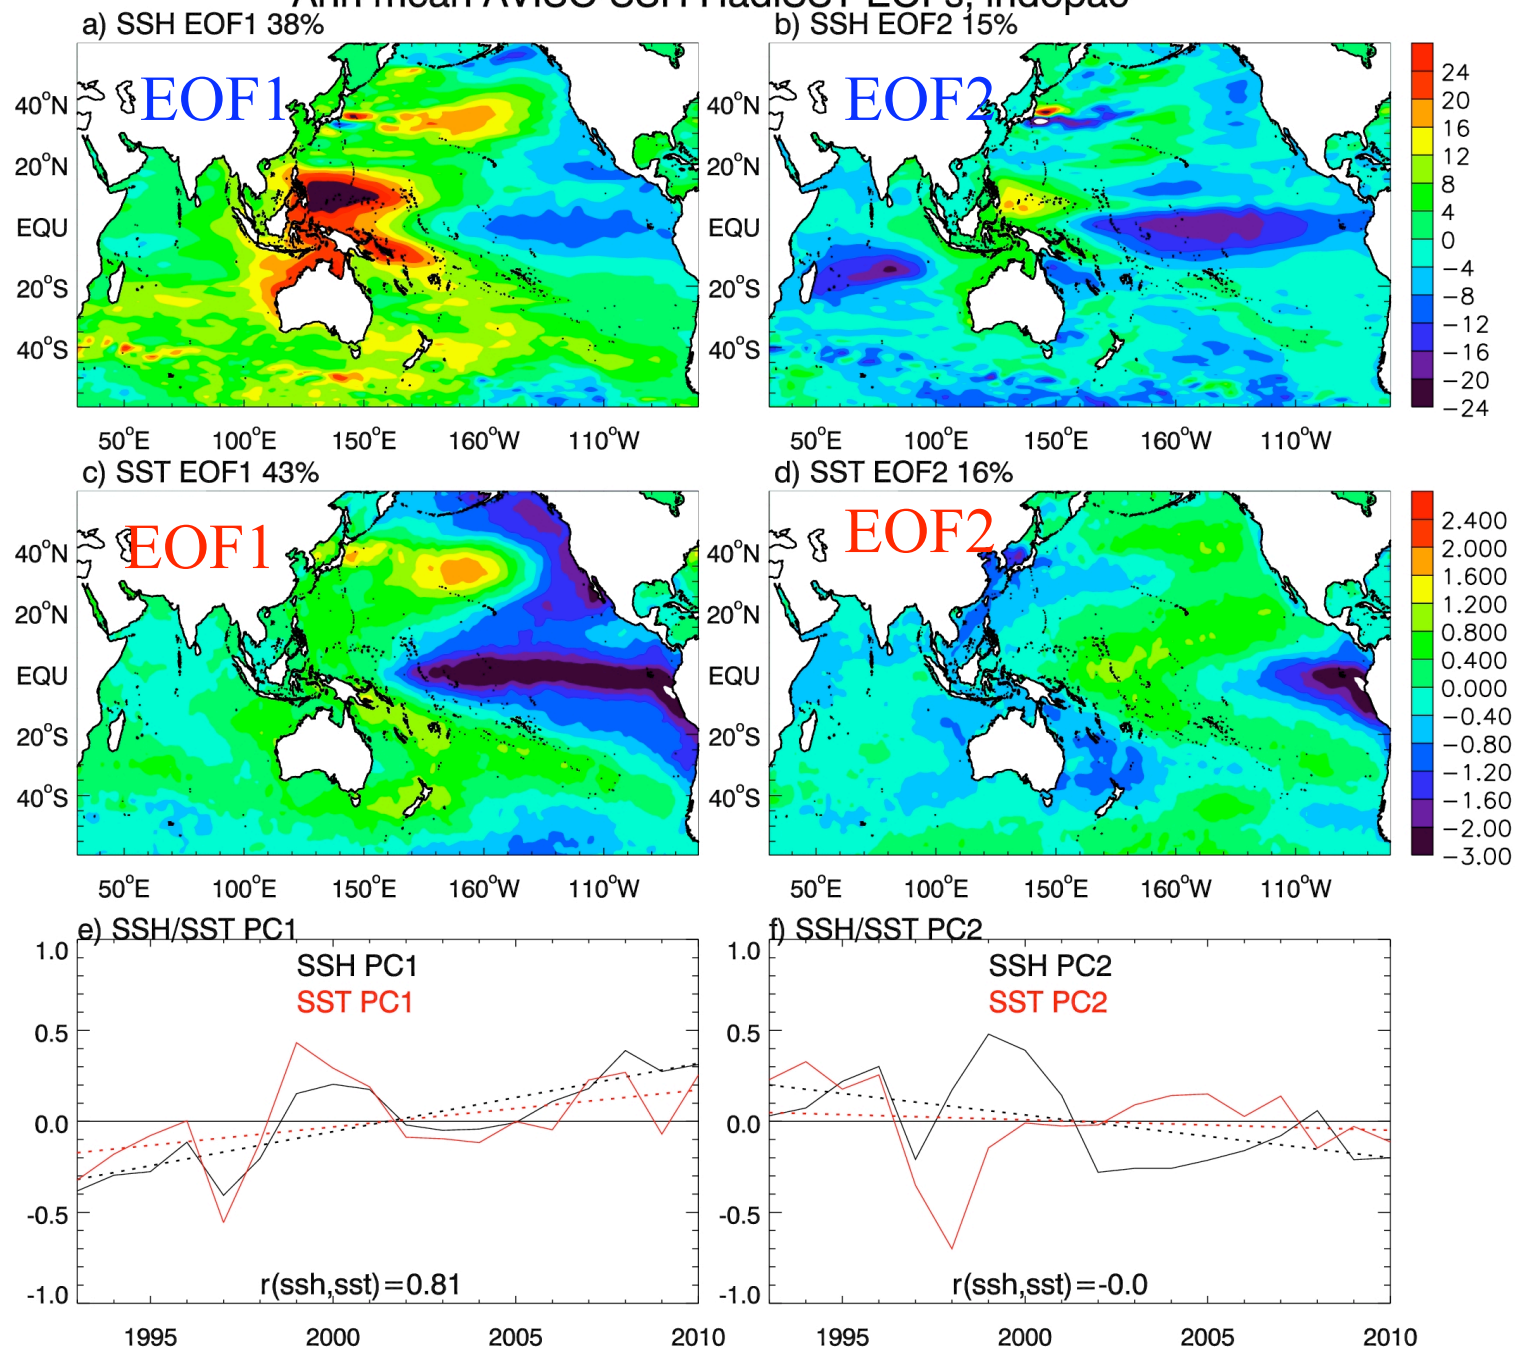 Ann mean AVISO SSH HadISST EOFs, indopac
a) SSH EOF1 38%
b) SSH EOF2 15%
EOF1
EOF2
40°N
20°N
EQU
20°S
40°S
50°E 100°E 150°E 160°W 110°W
40°N
20°N
EQU
20°S
40°S
50°E 100°E 150°E 160°W 110°W
24
20
16
12
8
4
0
−4
−8
−12
−16
−20
−24
c) SST EOF1 43%
d) SST EOF2 16%
EOF1
EOF2
40°N
20°N
EQU
20°S
40°S
50°E 100°E 150°E 160°W 110°W
40°N
20°N
EQU
20°S
40°S
50°E 100°E 150°E 160°W 110°W
2.400
2.000
1.600
1.200
0.800
0.400
0.000
−0.40
−0.80
−1.20
−1.60
−2.00
−3.00
e) SSH/SST PC1
SSH PC1
SST PC1
1.0
0.5
0.0
-0.5
-1.0
r(ssh,sst)=0.81
1995 2000 2005 2010
f) SSH/SST PC2
SSH PC2
SST PC2
1.0
0.5
0.0
-0.5
-1.0
r(ssh,sst)=-0.0
1995 2000 2005 2010